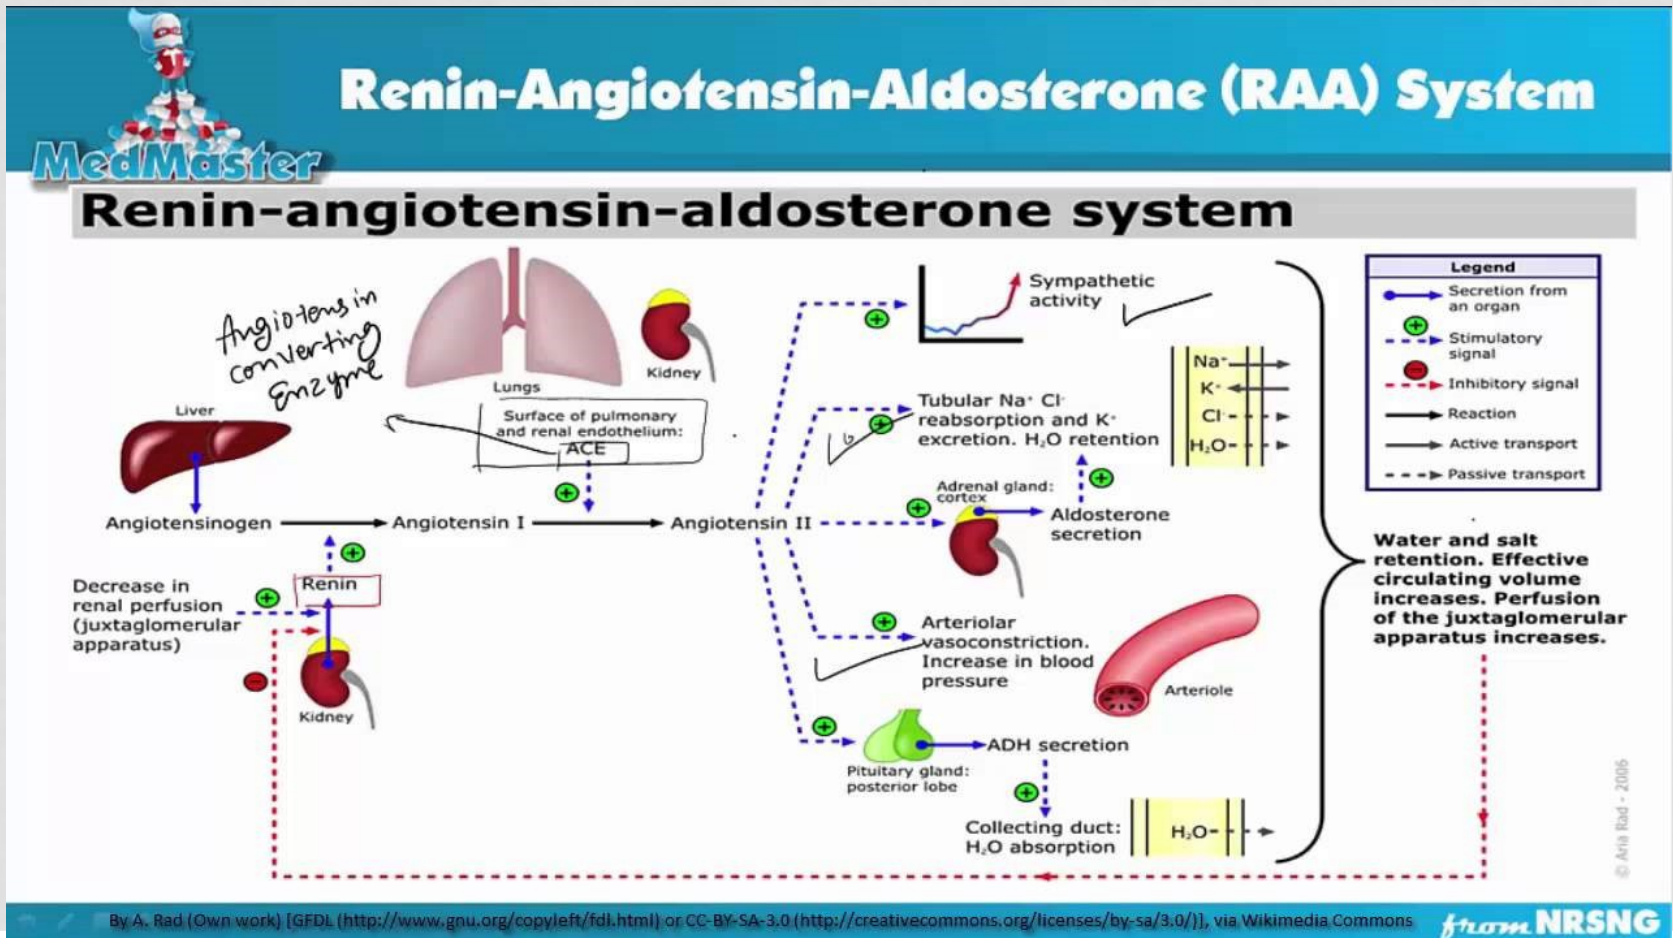 Renin-Angiotensin-Aldosterone (RAA) System
MedMaster
Renin-angiotensin-aldosterone system
Angiotensin
converting
Enzyme
Liver
Lungs
Kidney
Surface of pulmonary
and renal endothelium:
ACE
Angiotensinogen
Angiotensin I
Angiotensin II
Decrease in
renal perfusion
(juxtaglomerular
apparatus)
Renin
Kidney
Sympathetic
activity
Tubular Na⁺ Cl⁻
reabsorption and K⁺
excretion. H₂O retention
Na⁺
K⁺
Cl⁻
H₂O
Adrenal gland:
cortex
Aldosterone
secretion
Arteriolar
vasoconstriction.
Increase in blood
pressure
Arteriole
Pituitary gland:
posterior lobe
ADH secretion
Collecting duct:
H₂O absorption
H₂O
Legend
Secretion from
an organ
Stimulatory
signal
Inhibitory signal
Reaction
Active transport
Passive transport
Water and salt
retention. Effective
circulating volume
increases. Perfusion
of the juxtaglomerular
apparatus increases.
© Aria Rad - 2006
By A. Rad (Own work) [GFDL (http://www.gnu.org/copyleft/fdl.html) or CC-BY-SA-3.0 (http://creativecommons.org/licenses/by-sa/3.0/)], via Wikimedia Commons
from NRSNG